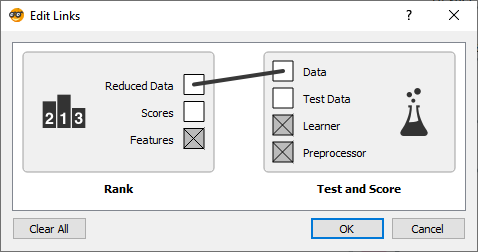 Edit Links
?
Reduced Data
Scores
Features
2 1 3
Rank
Data
Test Data
Learner
Preprocessor
Test and Score
Clear All
OK
Cancel